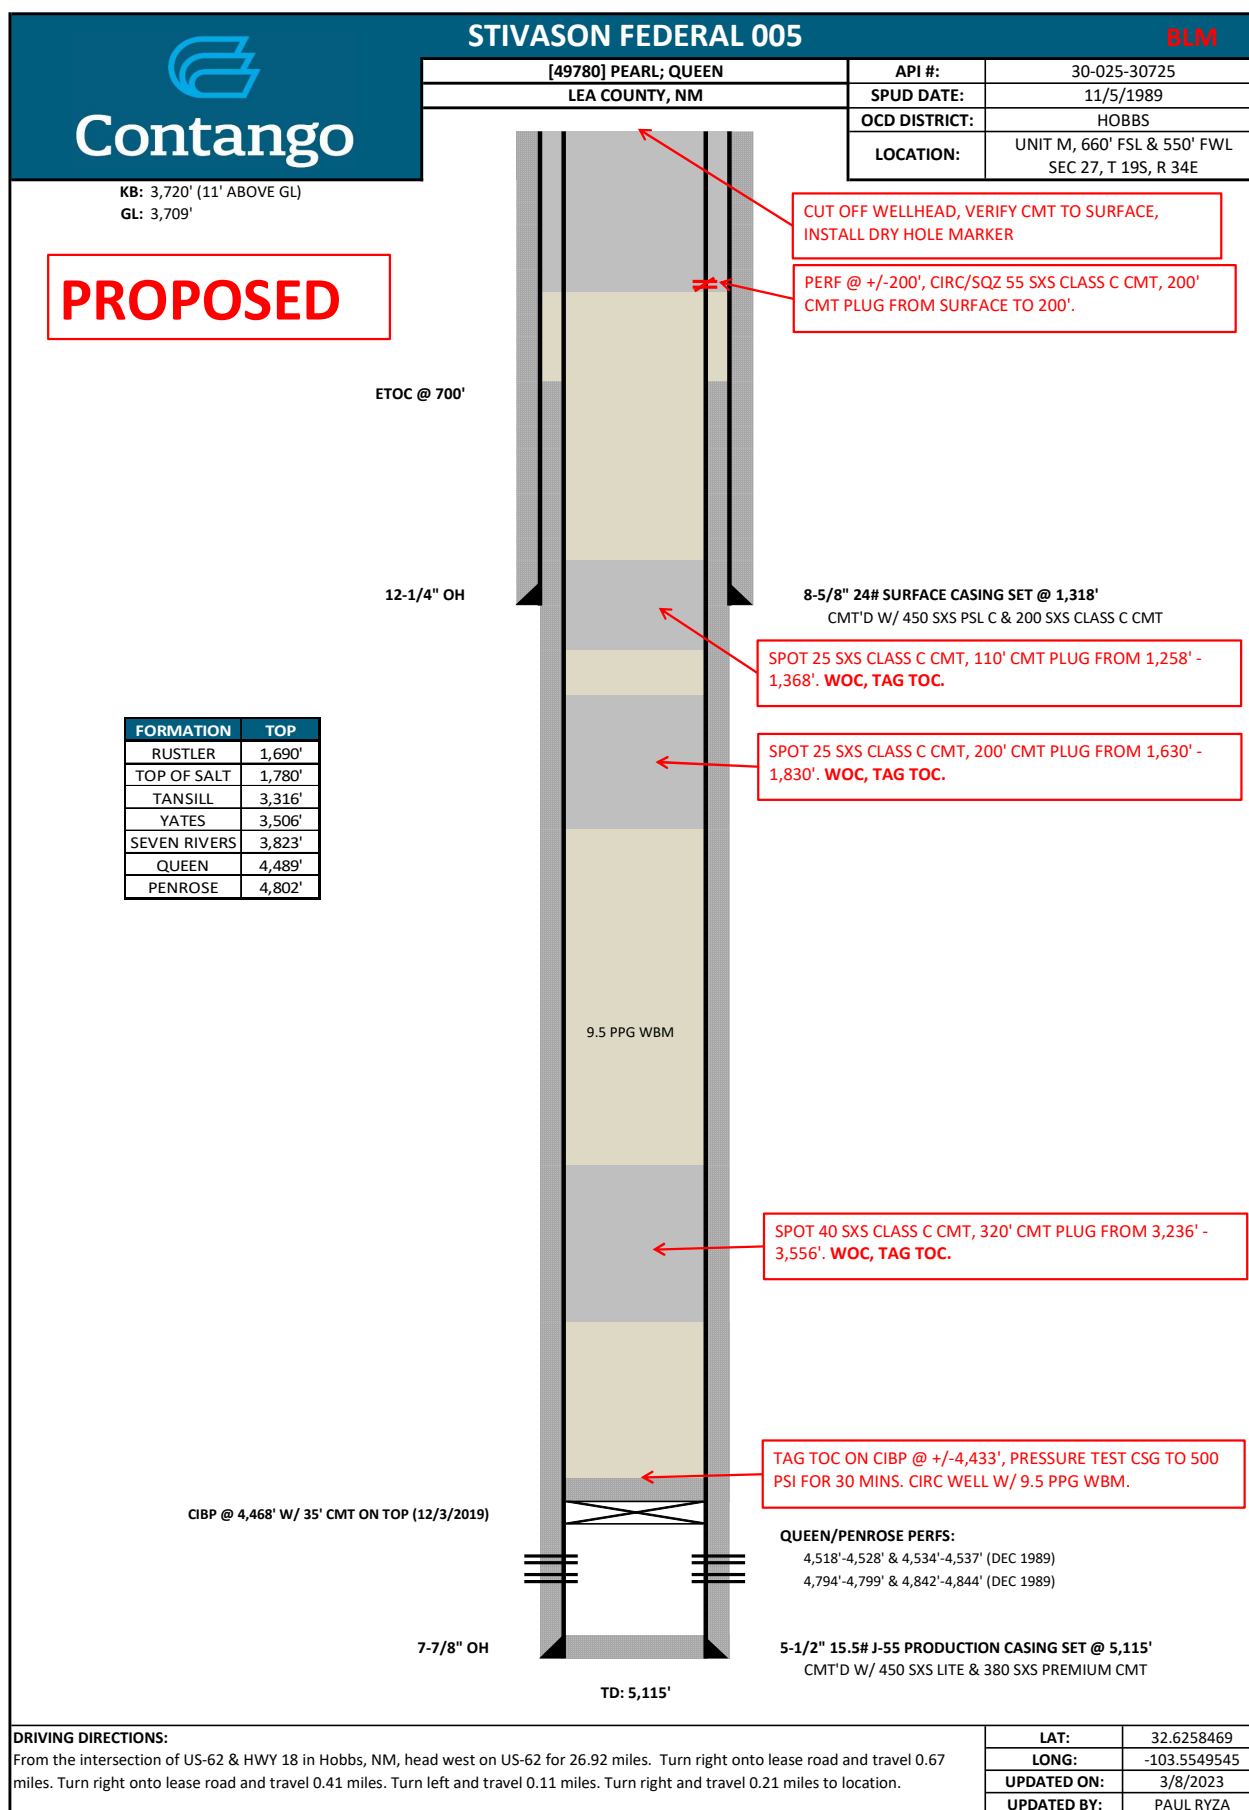 STIVASON FEDERAL 005
BLM
Contango
[49780] PEARL; QUEEN
LEA COUNTY, NM
API #: 30-025-30725
SPUD DATE: 11/5/1989
OCD DISTRICT: HOBBS
LOCATION: UNIT M, 660' FSL & 550' FWL
SEC 27, T 19S, R 34E
KB: 3,720' (11' ABOVE GL)
GL: 3,709'
PROPOSED
CUT OFF WELLHEAD, VERIFY CMT TO SURFACE,
INSTALL DRY HOLE MARKER
PERF @ +/-200', CIRC/SQZ 55 SXS CLASS C CMT, 200'
CMT PLUG FROM SURFACE TO 200'.
ETOC @ 700'
12-1/4" OH
8-5/8" 24# SURFACE CASING SET @ 1,318'
CMT'D W/ 450 SXS PSL C & 200 SXS CLASS C CMT
SPOT 25 SXS CLASS C CMT, 110' CMT PLUG FROM 1,258' -
1,368'. WOC, TAG TOC.
FORMATION TOP
RUSTLER 1,690'
TOP OF SALT 1,780'
TANSILL 3,316'
YATES 3,506'
SEVEN RIVERS 3,823'
QUEEN 4,489'
PENROSE 4,802'
SPOT 25 SXS CLASS C CMT, 200' CMT PLUG FROM 1,630' -
1,830'. WOC, TAG TOC.
9.5 PPG WBM
SPOT 40 SXS CLASS C CMT, 320' CMT PLUG FROM 3,236' -
3,556'. WOC, TAG TOC.
TAG TOC ON CIBP @ +/-4,433', PRESSURE TEST CSG TO 500
PSI FOR 30 MINS. CIRC WELL W/ 9.5 PPG WBM.
CIBP @ 4,468' W/ 35' CMT ON TOP (12/3/2019)
QUEEN/PENROSE PERFS:
4,518'-4,528' & 4,534'-4,537' (DEC 1989)
4,794'-4,799' & 4,842'-4,844' (DEC 1989)
7-7/8" OH
5-1/2" 15.5# J-55 PRODUCTION CASING SET @ 5,115'
CMT'D W/ 450 SXS LITE & 380 SXS PREMIUM CMT
TD: 5,115'
DRIVING DIRECTIONS:
From the intersection of US-62 & HWY 18 in Hobbs, NM, head west on US-62 for 26.92 miles. Turn right onto lease road and travel 0.67
miles. Turn right onto lease road and travel 0.41 miles. Turn left and travel 0.11 miles. Turn right and travel 0.21 miles to location.
LAT: 32.6258469
LONG: -103.5549545
UPDATED ON: 3/8/2023
UPDATED BY: PAUL RYZA